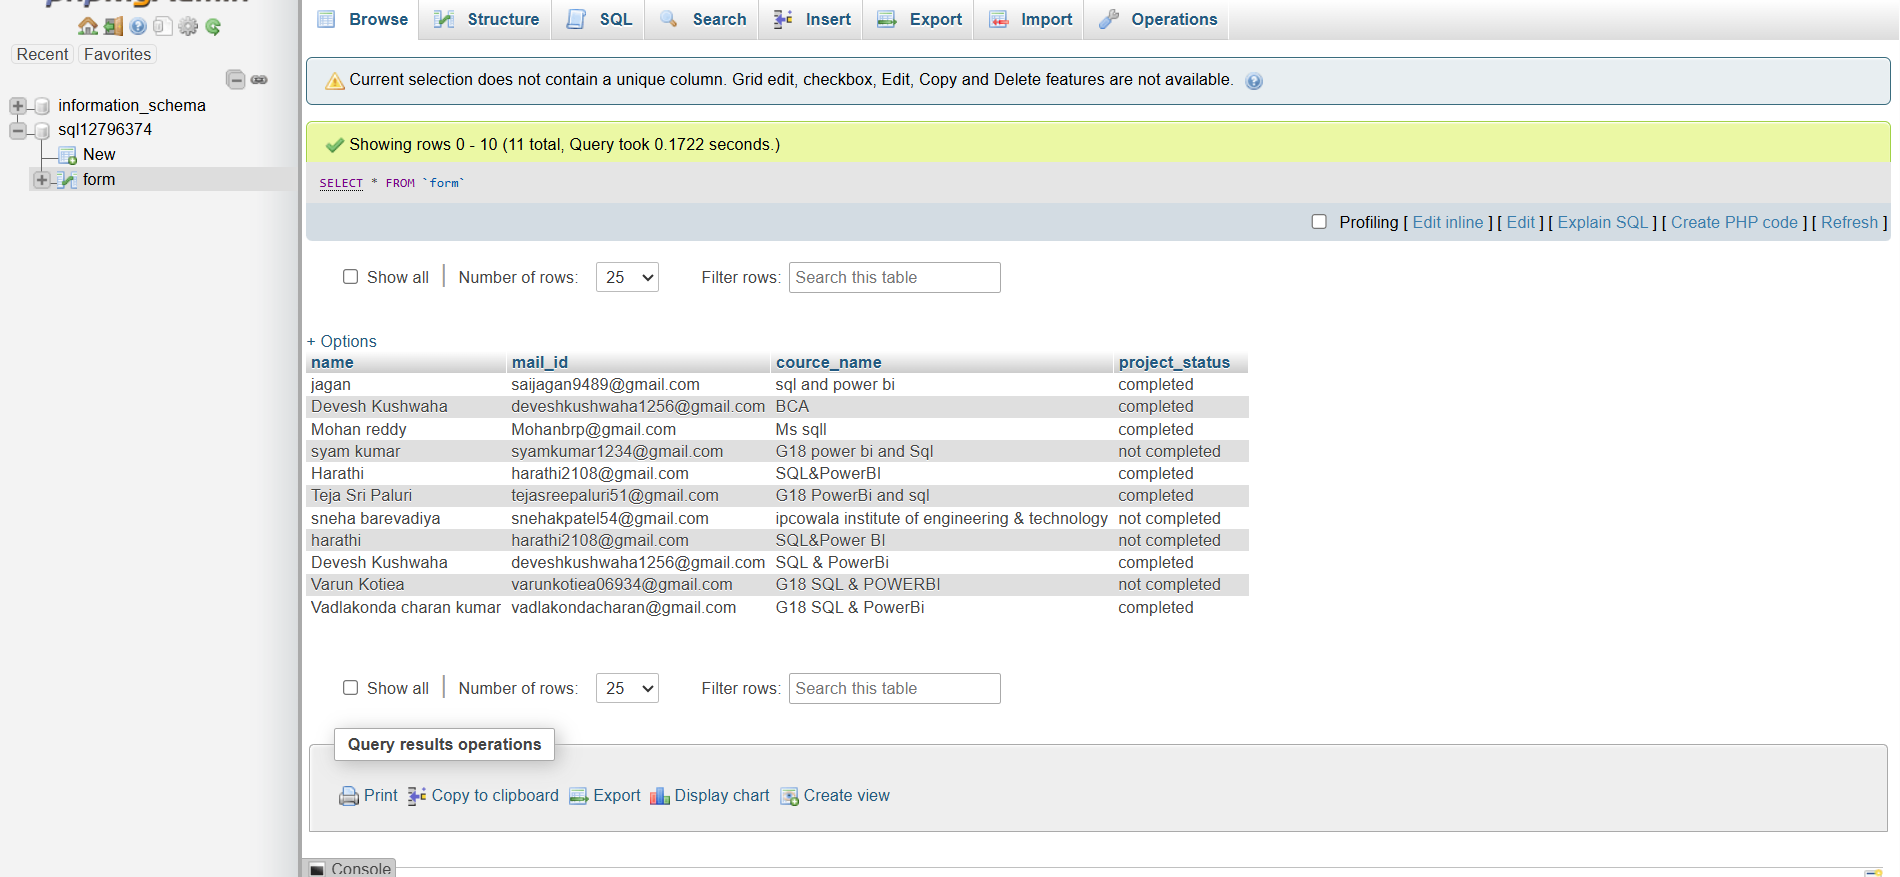 Browse Structure SQL Search Insert Export Import Operations
Recent Favorites
information_schema
sql12796374
New
form
Current selection does not contain a unique column. Grid edit, checkbox, Edit, Copy and Delete features are not available.
Showing rows 0 - 10 (11 total, Query took 0.1722 seconds.)
SELECT * FROM `form`
Profiling [ Edit inline ] [ Edit ] [ Explain SQL ] [ Create PHP code ] [ Refresh ]
Show all Number of rows: 25 Filter rows: Search this table
+ Options
name mail_id cource_name project_status
jagan saijagan9489@gmail.com sql and power bi completed
Devesh Kushwaha deveshkushwaha1256@gmail.com BCA completed
Mohan reddy Mohanbrp@gmail.com Ms sqll completed
syam kumar syamkumar1234@gmail.com G18 power bi and Sql not completed
Harathi harathi2108@gmail.com SQL&PowerBI completed
Teja Sri Paluri tejasreepaluri51@gmail.com G18 PowerBi and sql completed
sneha barevadiya snehakpatel54@gmail.com ipcowala institute of engineering & technology not completed
harathi harathi2108@gmail.com SQL&Power BI not completed
Devesh Kushwaha deveshkushwaha1256@gmail.com SQL & PowerBi completed
Varun Kotiea varunkotiea06934@gmail.com G18 SQL & POWERBI not completed
Vadlakonda charan kumar vadlakondacharan@gmail.com G18 SQL & PowerBi completed
Show all Number of rows: 25 Filter rows: Search this table
Query results operations
Print Copy to clipboard Export Display chart Create view
Console